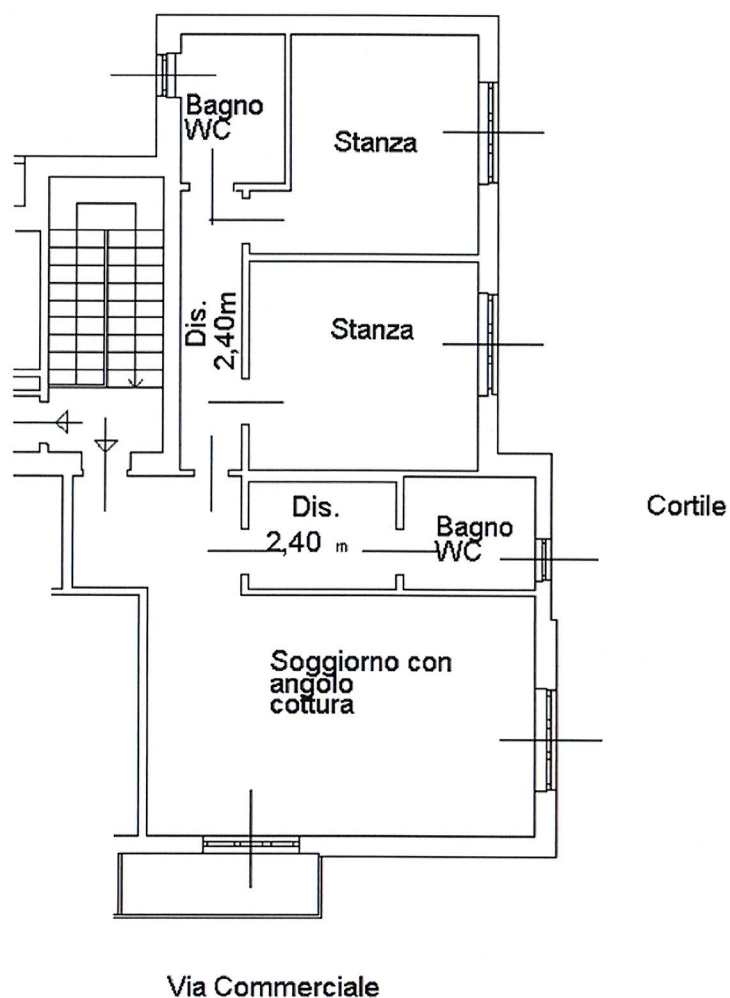 Bagno
WC
Stanza
Dis.
2,40m
Stanza
Dis.
2,40 m
Bagno
WC
Cortile
Soggiorno con
angolo
cottura
Via Commerciale